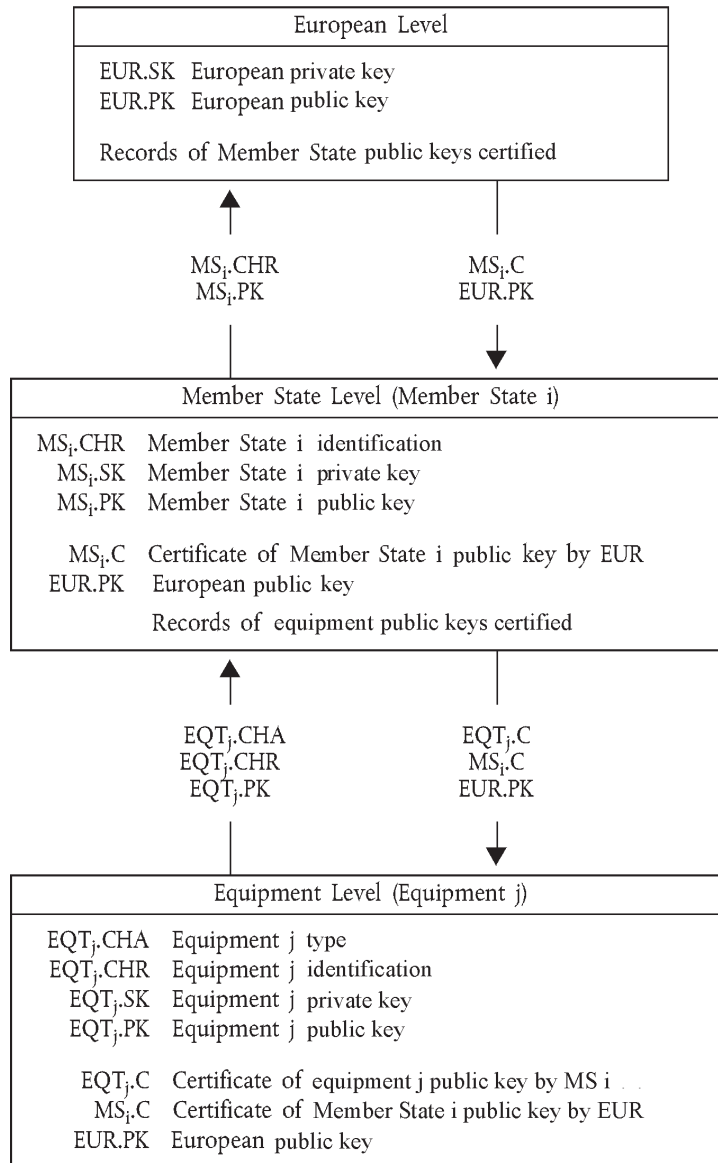 European Level
EUR.SK European private key
EUR.PK European public key
Records of Member State public keys certified
MSi.CHR
MSi.PK
MSi.C
EUR.PK
Member State Level (Member State i)
MSi.CHR Member State i identification
MSi.SK Member State i private key
MSi.PK Member State i public key
MSi.C Certificate of Member State i public key by EUR
EUR.PK European public key
Records of equipment public keys certified
EQTj.CHA
EQTj.CHR
EQTj.PK
EQTj.C
MSi.C
EUR.PK
Equipment Level (Equipment j)
EQTj.CHA Equipment j type
EQTj.CHR Equipment j identification
EQTj.SK Equipment j private key
EQTj.PK Equipment j public key
EQTj.C Certificate of equipment j public key by MS i
MSi.C Certificate of Member State i public key by EUR
EUR.PK European public key